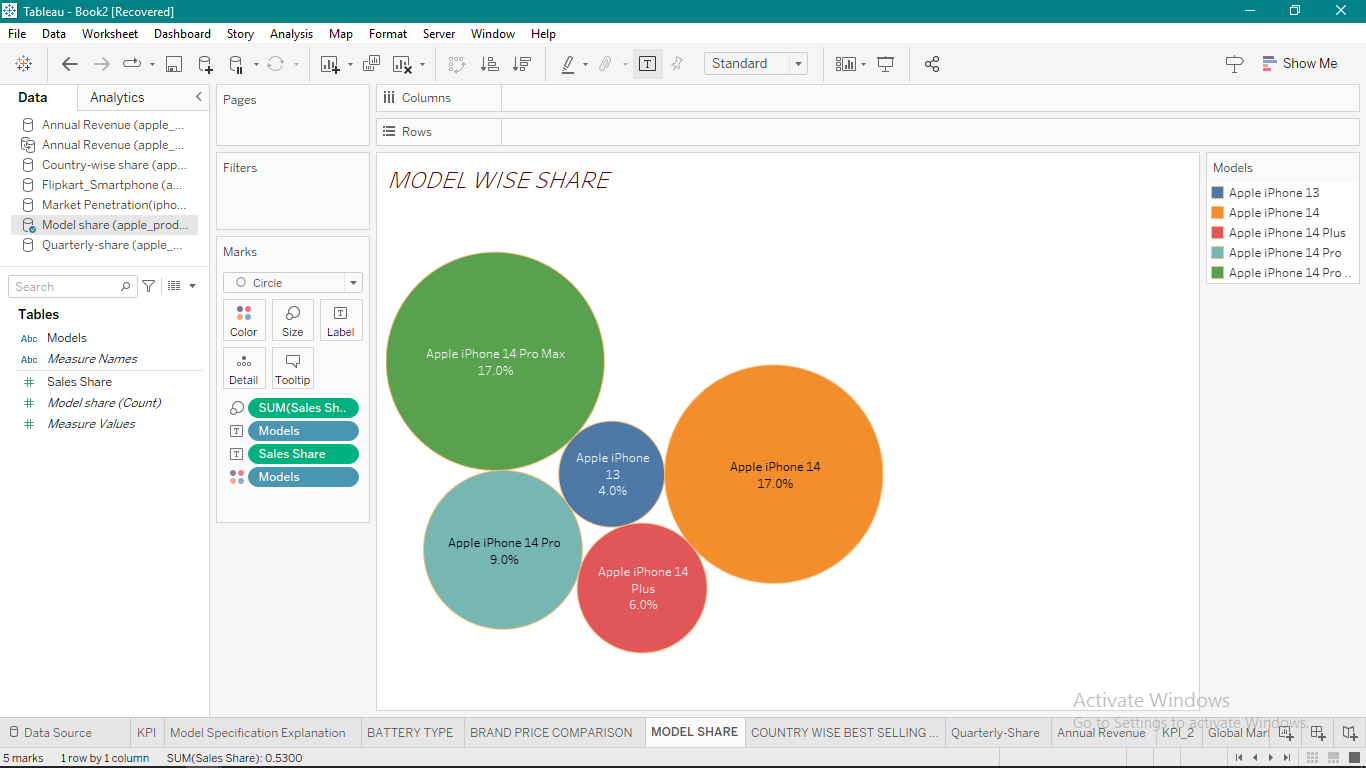 Tableau - Book2 [Recovered]
File Data Worksheet Dashboard Story Analysis Map Format Server Window Help
Standard
Show Me
Data Analytics
Annual Revenue (apple_...
Annual Revenue (apple_...
Country-wise share (app...
Flipkart_Smartphone (a...
Market Penetration(ipho...
Model share (apple_prod...
Quarterly-share (apple_...
Search
Tables
Abc Models
Abc Measure Names
Sales Share
Model share (Count)
Measure Values
Pages
Filters
Marks
Circle
Color Size T Label
Detail Tooltip
SUM(Sales Sh..
T Models
T Sales Share
Models
Columns
Rows
MODEL WISE SHARE
Apple iPhone 14 Pro Max
17.0%
Apple iPhone
13
4.0%
Apple iPhone 14
17.0%
Apple iPhone 14 Pro
9.0%
Apple iPhone 14
Plus
6.0%
Models
Apple iPhone 13
Apple iPhone 14
Apple iPhone 14 Plus
Apple iPhone 14 Pro
Apple iPhone 14 Pro ..
Activate Windows
Go to Settings to activate Windows.
Data Source KPI Model Specification Explanation BATTERY TYPE BRAND PRICE COMPARISON MODEL SHARE COUNTRY WISE BEST SELLING ... Quarterly-Share Annual Revenue KPI_2 Global Marl
5 marks 1 row by 1 column SUM(Sales Share): 0.5300